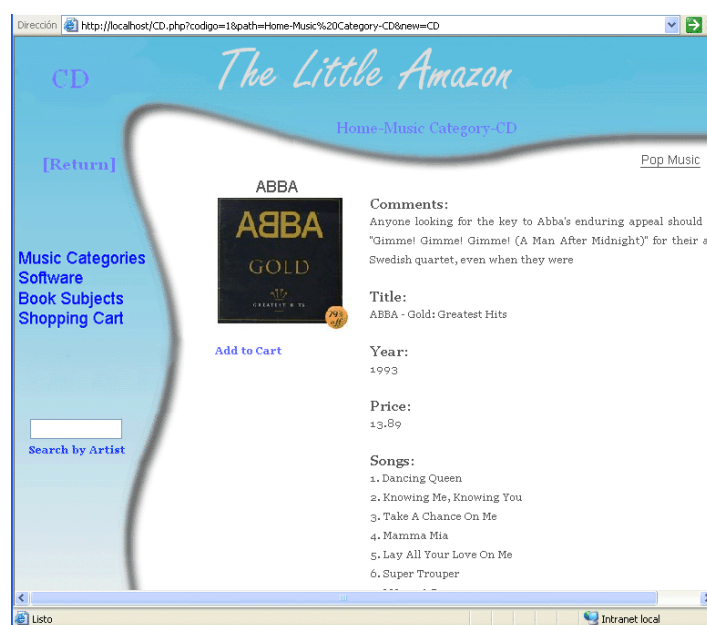 Dirección http://localhost/CD.php?codigo=1&path=Home-Music%20Category-CD&new=CD
CD
The Little Amazon
Home-Music Category-CD
[Return]
Pop Music
ABBA
ABBA
GOLD
GREATEST HITS
29%
off
Add to Cart
Music Categories
Software
Book Subjects
Shopping Cart
Search by Artist
Comments:
Anyone looking for the key to Abba's enduring appeal should
"Gimme! Gimme! Gimme! (A Man After Midnight)" for their
Swedish quartet, even when they were
Title:
ABBA - Gold: Greatest Hits
Year:
1993
Price:
13.89
Songs:
1. Dancing Queen
2. Knowing Me, Knowing You
3. Take A Chance On Me
4. Mamma Mia
5. Lay All Your Love On Me
6. Super Trouper
Listo
Intranet local